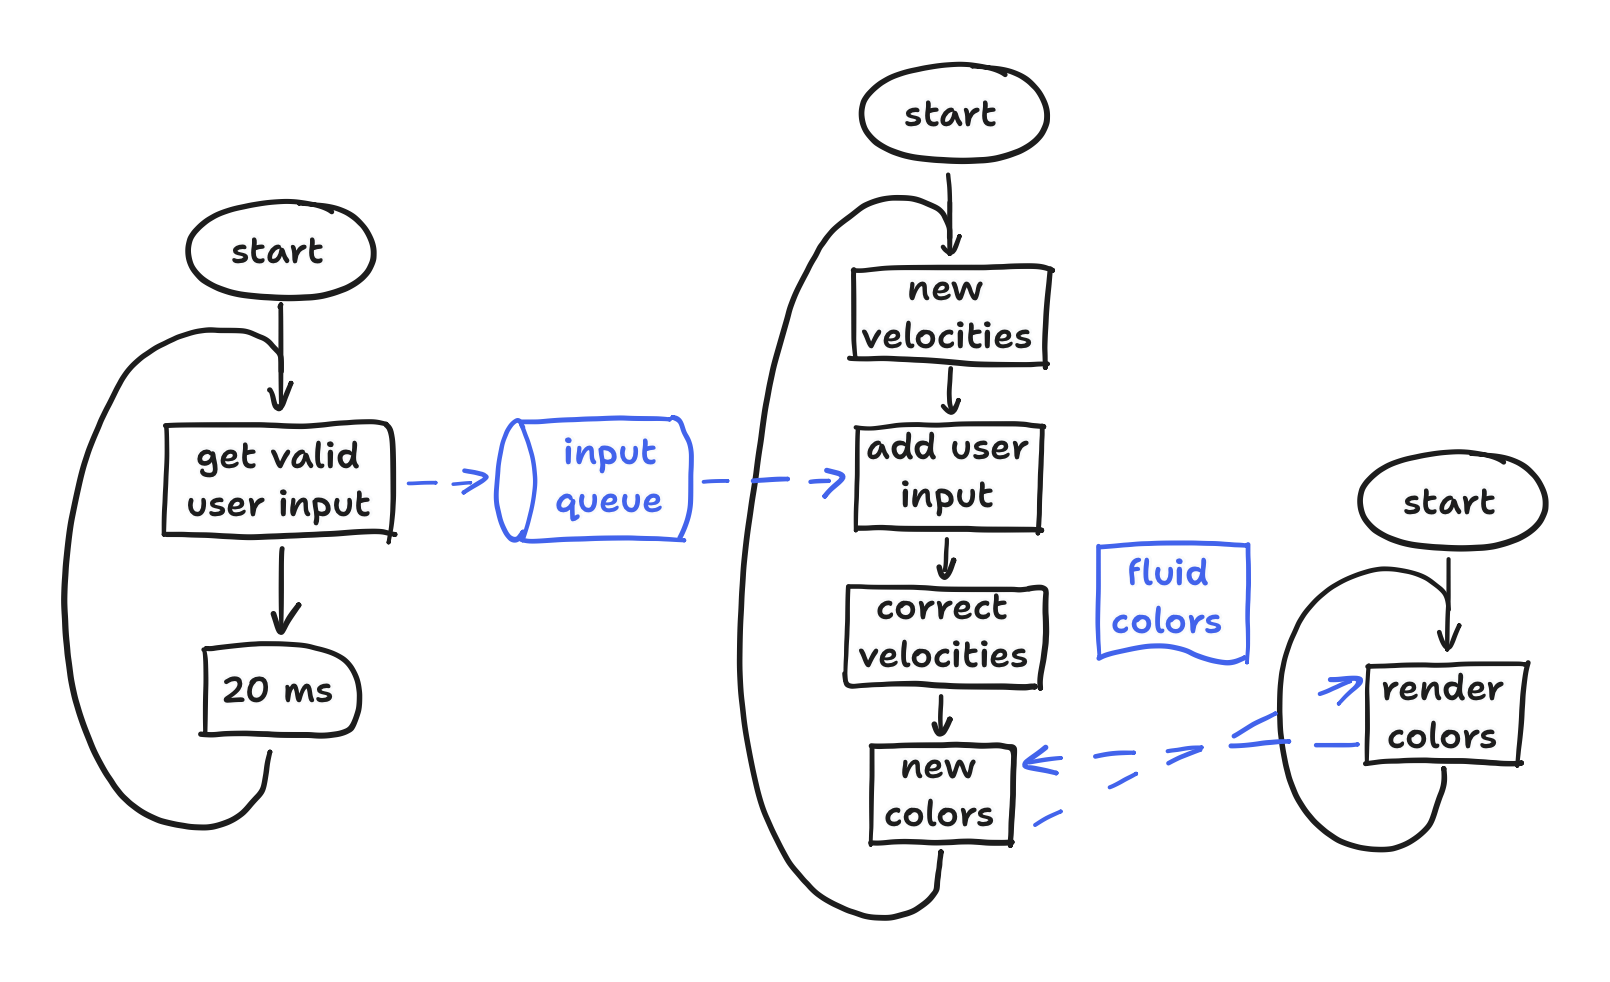 start
get valid
user input
20 ms
input
queue
start
new
velocities
add user
input
correct
velocities
new
colors
fluid
colors
start
render
colors